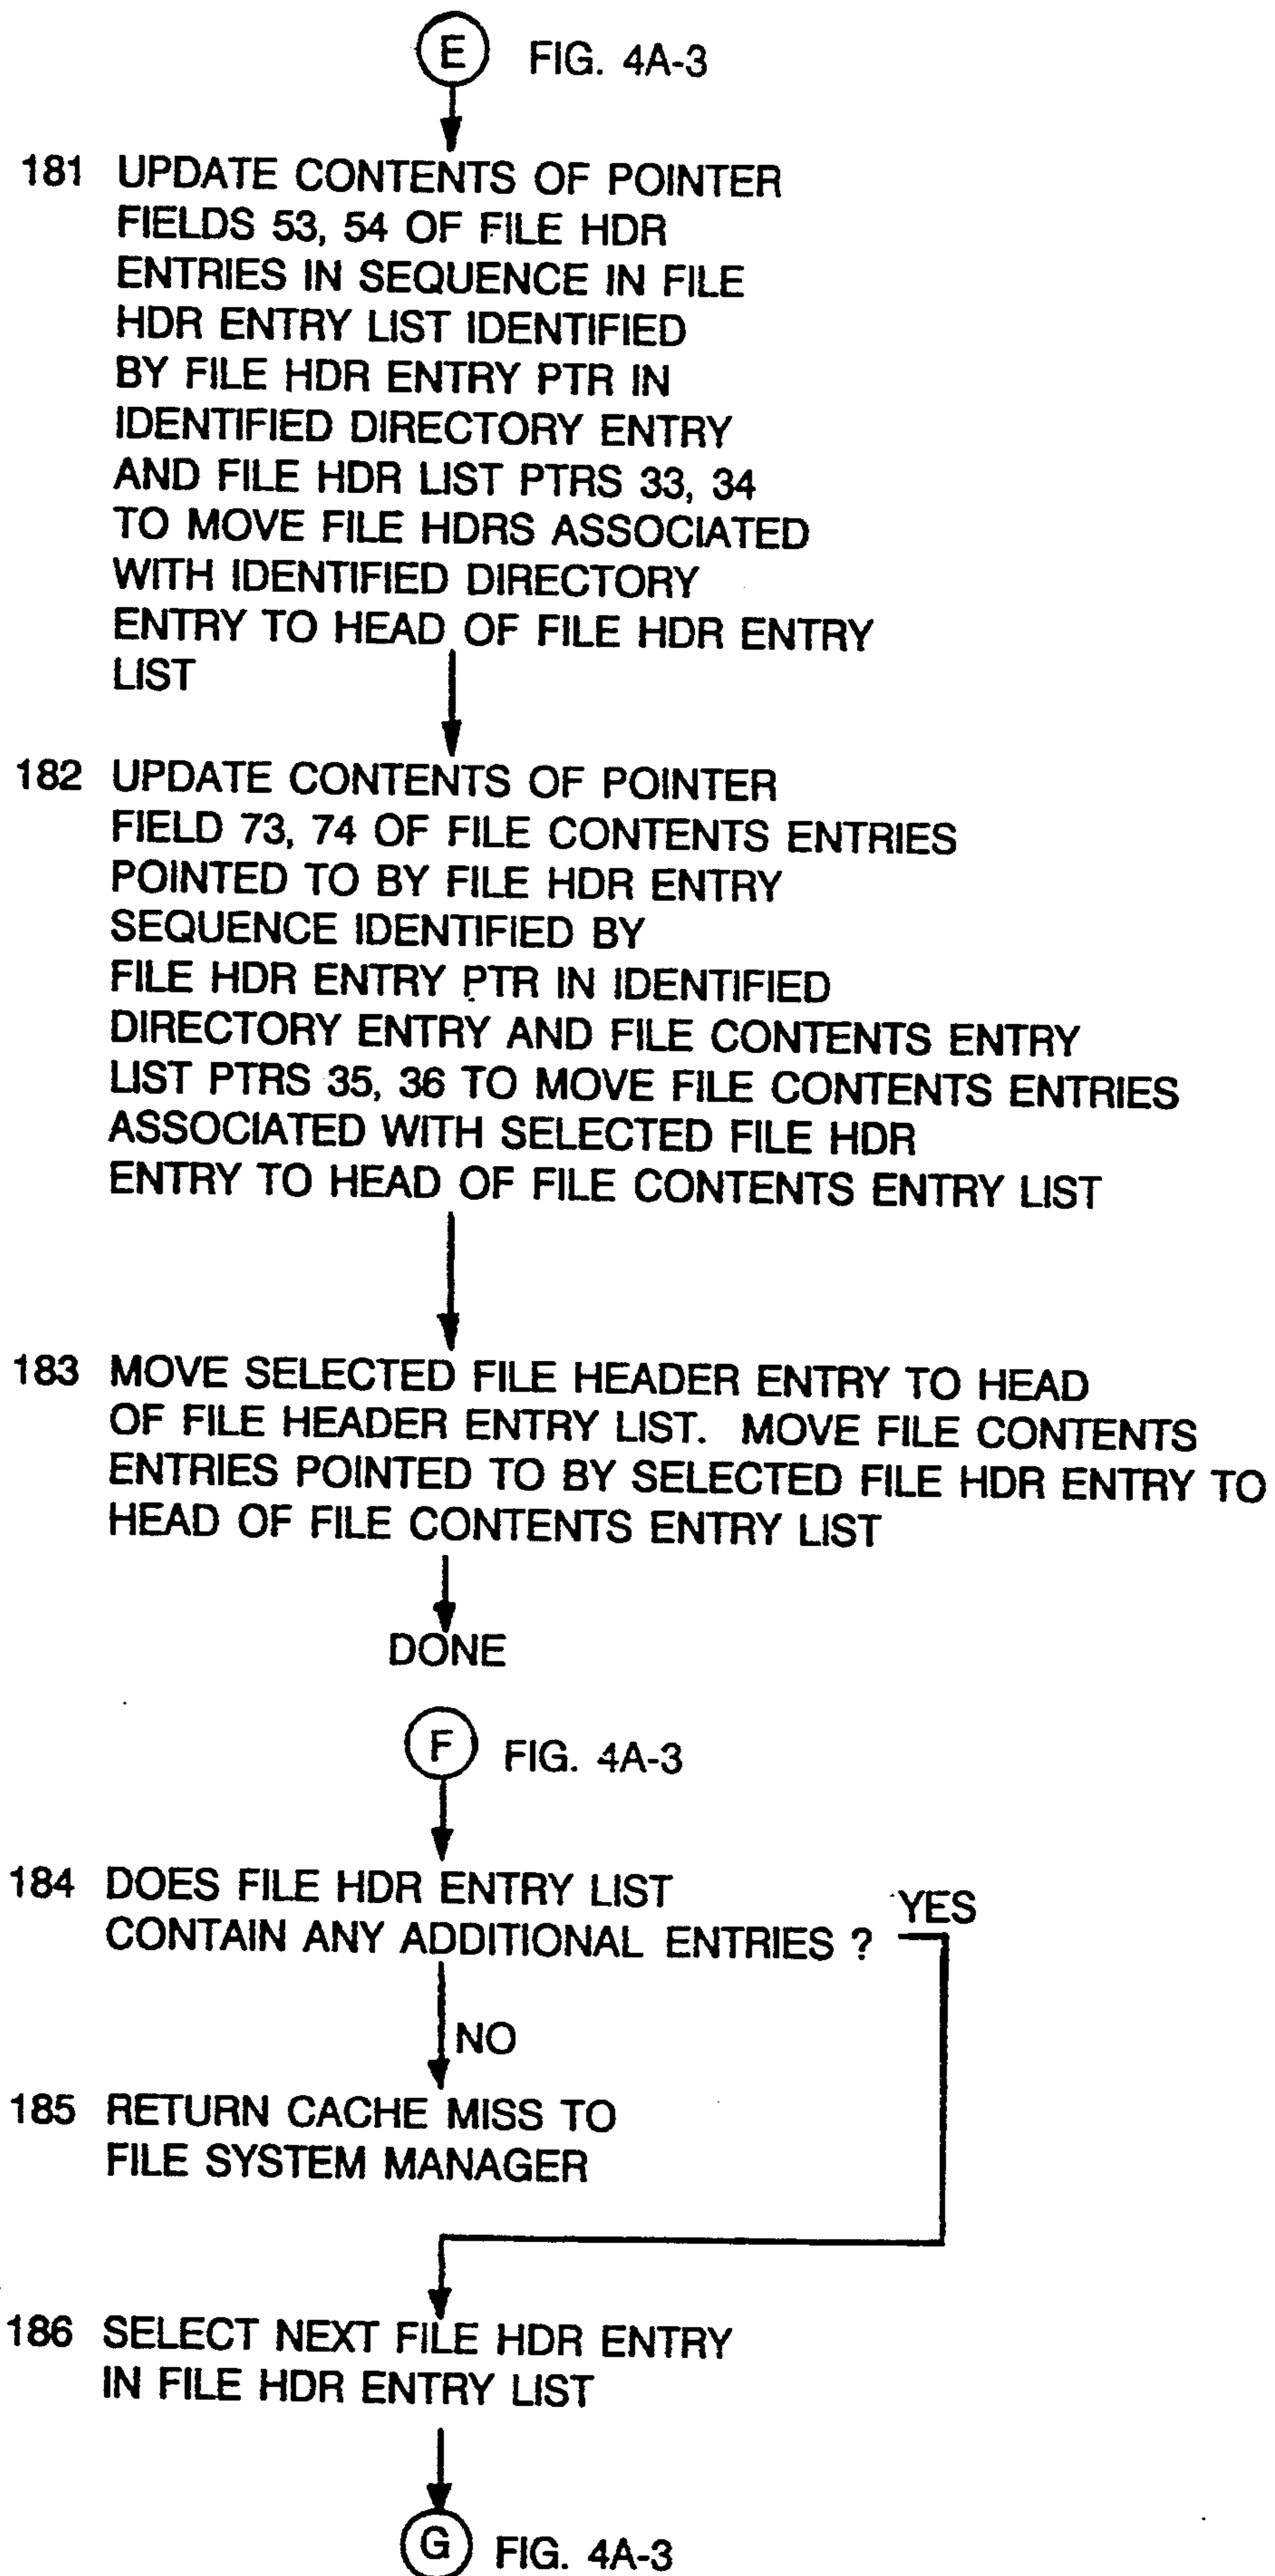 E FIG. 4A-3
181 UPDATE CONTENTS OF POINTER
FIELDS 53, 54 OF FILE HDR
ENTRIES IN SEQUENCE IN FILE
HDR ENTRY LIST IDENTIFIED
BY FILE HDR ENTRY PTR IN
IDENTIFIED DIRECTORY ENTRY
AND FILE HDR LIST PTRS 33, 34
TO MOVE FILE HDRS ASSOCIATED
WITH IDENTIFIED DIRECTORY
ENTRY TO HEAD OF FILE HDR ENTRY
LIST
182 UPDATE CONTENTS OF POINTER
FIELD 73, 74 OF FILE CONTENTS ENTRIES
POINTED TO BY FILE HDR ENTRY
SEQUENCE IDENTIFIED BY
FILE HDR ENTRY PTR IN IDENTIFIED
DIRECTORY ENTRY AND FILE CONTENTS ENTRY
LIST PTRS 35, 36 TO MOVE FILE CONTENTS ENTRIES
ASSOCIATED WITH SELECTED FILE HDR
ENTRY TO HEAD OF FILE CONTENTS ENTRY LIST
183 MOVE SELECTED FILE HEADER ENTRY TO HEAD
OF FILE HEADER ENTRY LIST. MOVE FILE CONTENTS
ENTRIES POINTED TO BY SELECTED FILE HDR ENTRY TO
HEAD OF FILE CONTENTS ENTRY LIST
DONE
F FIG. 4A-3
184 DOES FILE HDR ENTRY LIST
CONTAIN ANY ADDITIONAL ENTRIES ?
YES
NO
185 RETURN CACHE MISS TO
FILE SYSTEM MANAGER
186 SELECT NEXT FILE HDR ENTRY
IN FILE HDR ENTRY LIST
G FIG. 4A-3